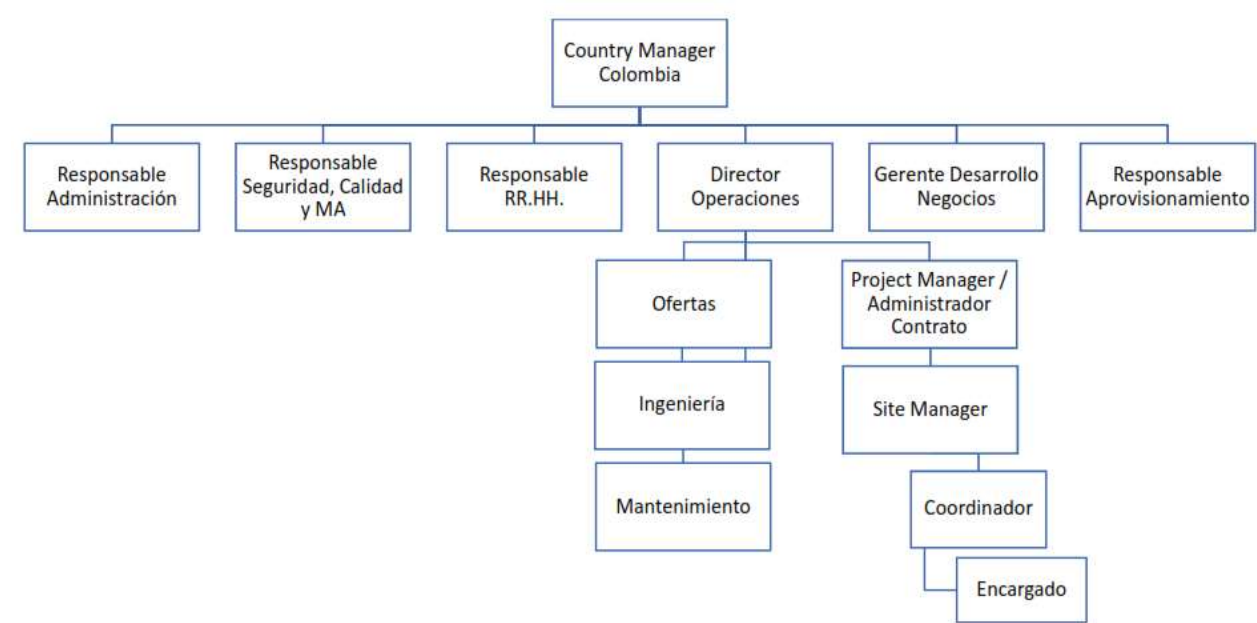 Country Manager
Colombia
Responsable
Administración
Responsable
Seguridad, Calidad
y MA
Responsable
RR.HH.
Director
Operaciones
Gerente Desarrollo
Negocios
Responsable
Aprovisionamiento
Ofertas
Project Manager /
Administrador
Contrato
Ingeniería
Site Manager
Mantenimiento
Coordinador
Encargado